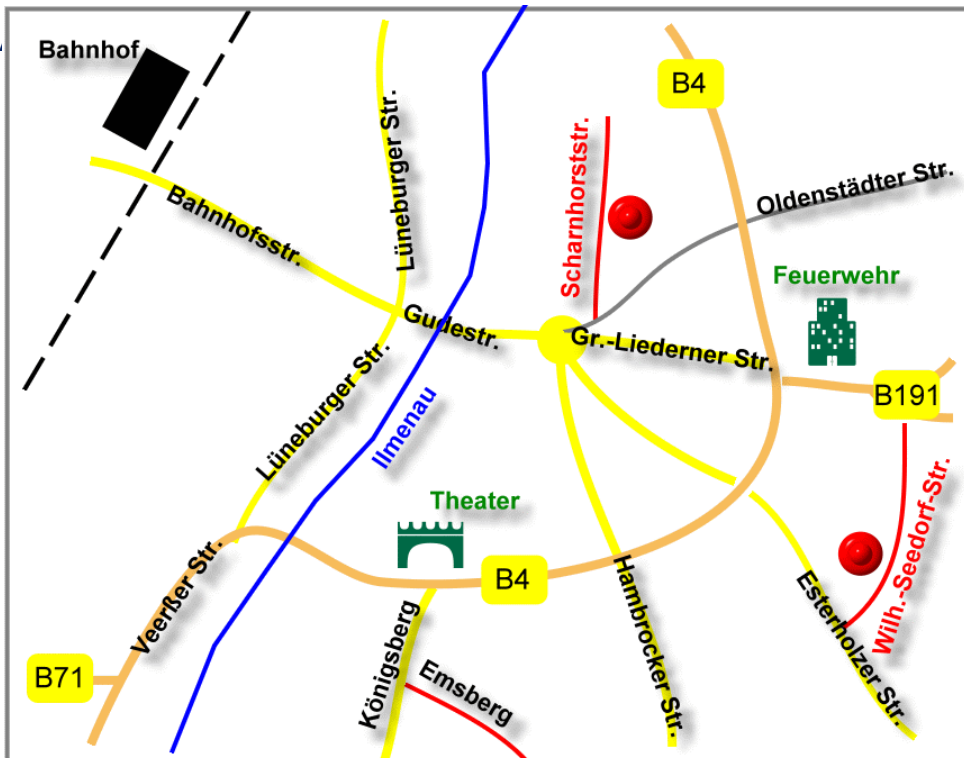 Bahnhof
B4
Lüneburger Str.
Scharnhorststr.
Oldenstädter Str.
Bahnhofsstr.
Feuerwehr
Gudestr.
Gr.-Liederner Str.
B191
Lüneburger Str.
Ilmenau
Theater
Wilh.-Seedorf-Str.
B4
Veerßer Str.
Hambrocker Str.
Esterholzer Str.
Königsberg
Emsberg
B71